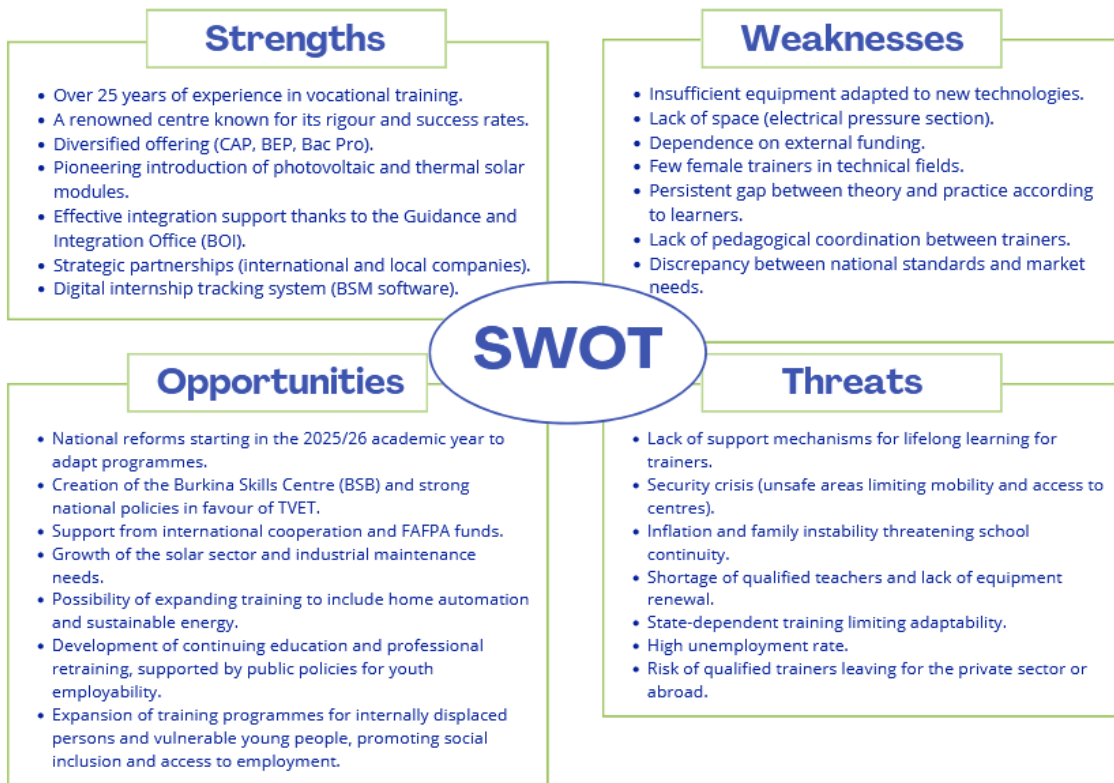 Strengths
• Over 25 years of experience in vocational training.
• A renowned centre known for its rigour and success rates.
• Diversified offering (CAP, BEP, Bac Pro).
• Pioneering introduction of photovoltaic and thermal solar
modules.
• Effective integration support thanks to the Guidance and
Integration Office (BOI).
• Strategic partnerships (international and local companies).
• Digital internship tracking system (BSM software).
Weaknesses
• Insufficient equipment adapted to new technologies.
• Lack of space (electrical pressure section).
• Dependence on external funding.
• Few female trainers in technical fields.
• Persistent gap between theory and practice according
to learners.
• Lack of pedagogical coordination between trainers.
• Discrepancy between national standards and market
needs.
SWOT
Opportunities
• National reforms starting in the 2025/26 academic year to
adapt programmes.
• Creation of the Burkina Skills Centre (BSB) and strong
national policies in favour of TVET.
• Support from international cooperation and FAFPA funds.
• Growth of the solar sector and industrial maintenance
needs.
• Possibility of expanding training to include home automation
and sustainable energy.
• Development of continuing education and professional
retraining, supported by public policies for youth
employability.
• Expansion of training programmes for internally displaced
persons and vulnerable young people, promoting social
inclusion and access to employment.
Threats
• Lack of support mechanisms for lifelong learning for
trainers.
• Security crisis (unsafe areas limiting mobility and access to
centres).
• Inflation and family instability threatening school
continuity.
• Shortage of qualified teachers and lack of equipment
renewal.
• State-dependent training limiting adaptability.
• High unemployment rate.
• Risk of qualified trainers leaving for the private sector or
abroad.